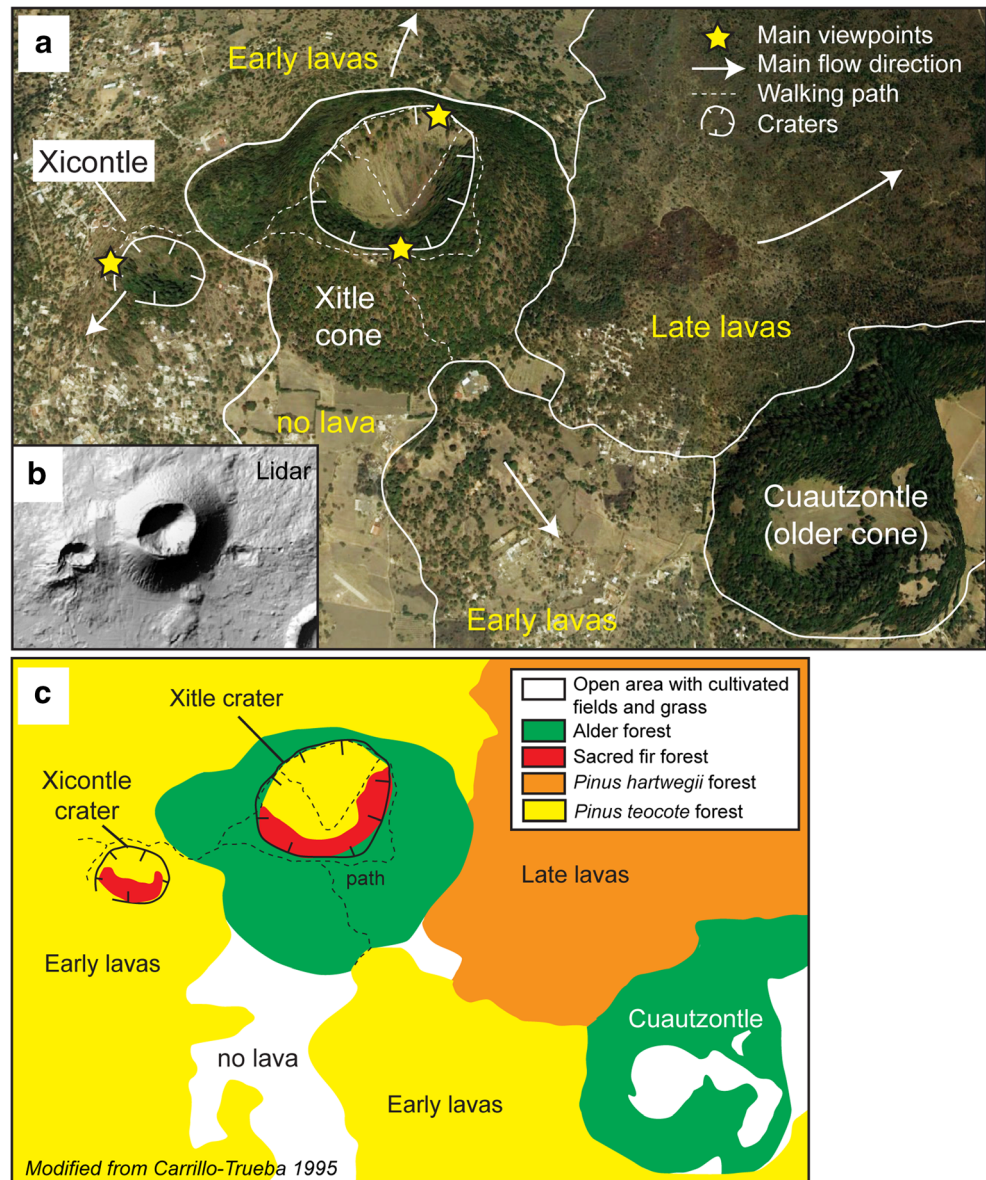 a
Early lavas
Main viewpoints
Main flow direction
Walking path
Craters
Xicontle
Xitle
cone
Late lavas
no lava
Cuautzontle
(older cone)
Early lavas
b
Lidar
c
Xitle crater
Open area with cultivated
fields and grass
Alder forest
Sacred fir forest
Pinus hartwegii forest
Pinus teocote forest
Xicontle
crater
path
Late lavas
Early lavas
Cuautzontle
no lava
Early lavas
Modified from Carrillo-Trueba 1995